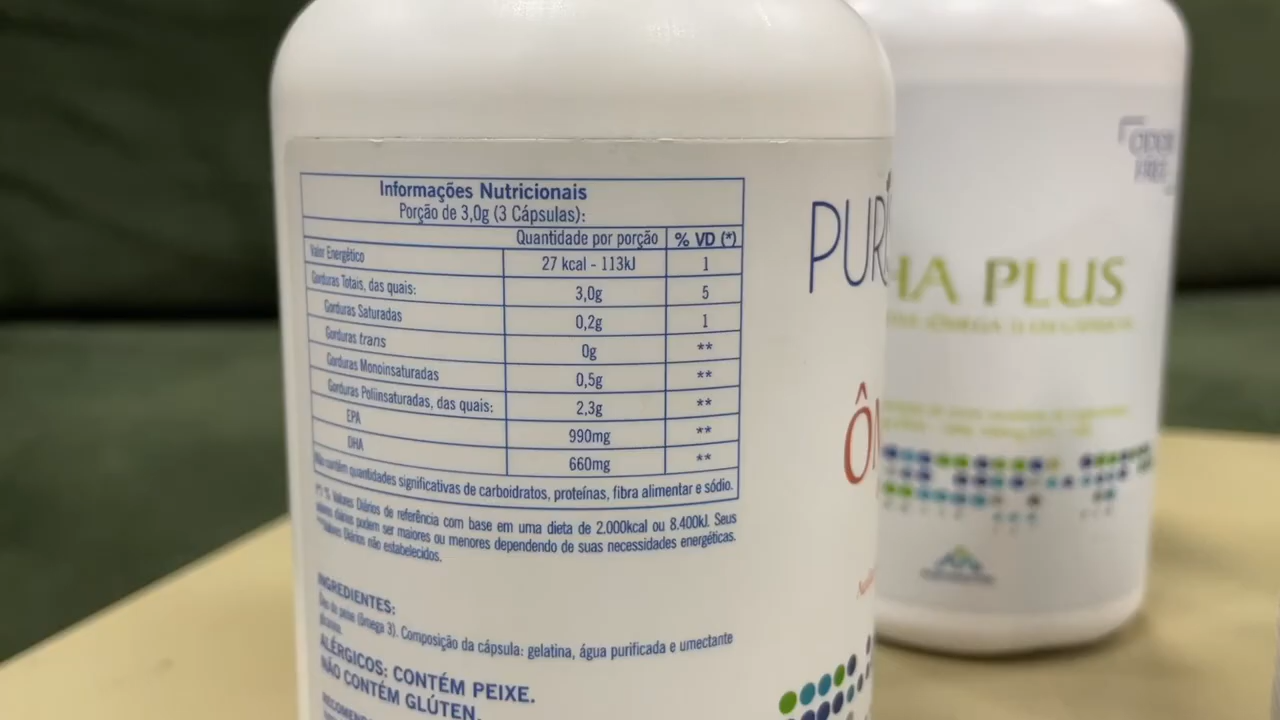 Informações Nutricionais
Porção de 3,0g (3 Cápsulas):
Quantidade por porção % VD (*)
Valor Energético 27 kcal - 113kJ 1
Gorduras Totais, das quais: 3,0g 5
Gorduras Saturadas 0,2g 1
Gorduras trans 0g **
Gorduras Monoinsaturadas 0,5g **
Gorduras Poliinsaturadas, das quais: 2,3g **
EPA 990mg **
DHA 660mg **
Não contém quantidades significativas de carboidratos, proteínas, fibra alimentar e sódio.
(*) % Valores Diários de referência com base em uma dieta de 2.000kcal ou 8.400kJ. Seus
valores diários podem ser maiores ou menores dependendo de suas necessidades energéticas.
**Valores Diários não estabelecidos.
INGREDIENTES:
Óleo de peixe (ômega 3). Composição da cápsula: gelatina, água purificada e umectante
ALÉRGICOS: CONTÉM PEIXE.
NÃO CONTÉM GLÚTEN.
PUR
ODOR
FREE
HA PLUS